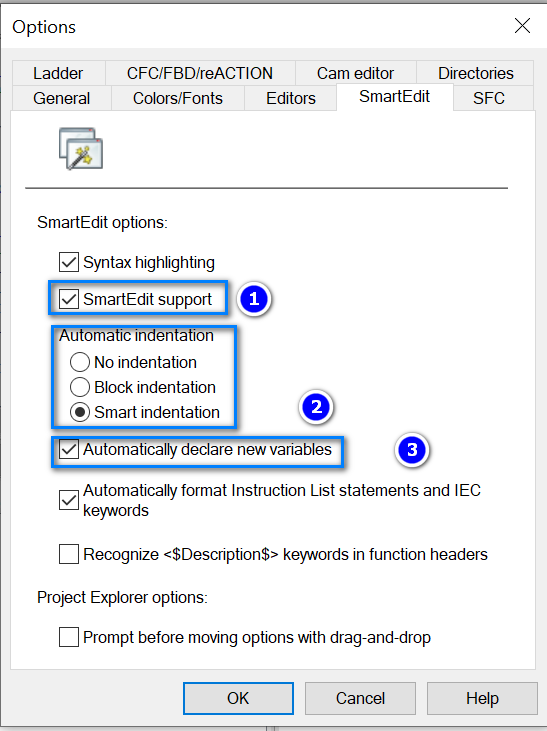 Options
Ladder CFC/FBD/reACTION Cam editor Directories
General Colors/Fonts Editors SmartEdit SFC
SmartEdit options:
Syntax highlighting
SmartEdit support 1
Automatic indentation
No indentation
Block indentation
Smart indentation 2
Automatically declare new variables 3
Automatically format Instruction List statements and IEC
keywords
Recognize <$Description$> keywords in function headers
Project Explorer options:
Prompt before moving options with drag-and-drop
OK Cancel Help